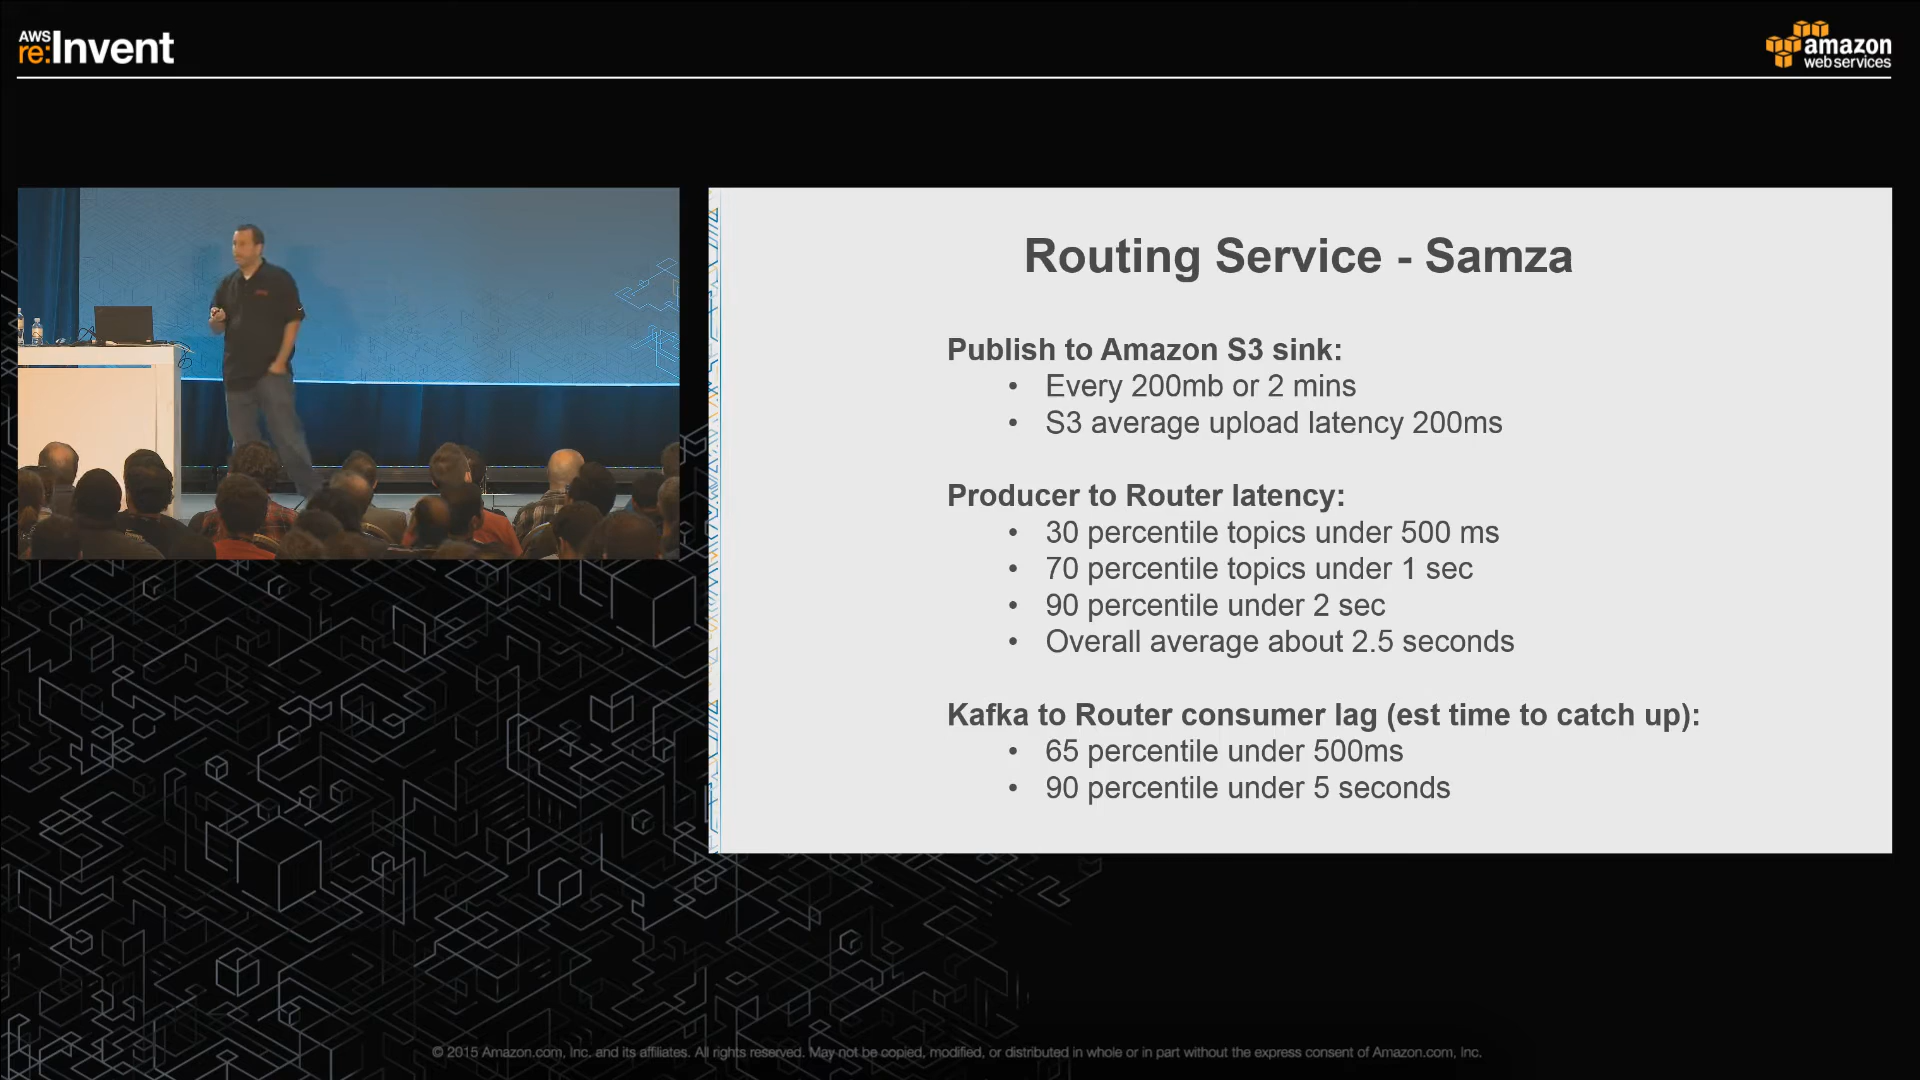 AWS
re:Invent
amazon
web services
Routing Service - Samza
Publish to Amazon S3 sink:
• Every 200mb or 2 mins
• S3 average upload latency 200ms
Producer to Router latency:
• 30 percentile topics under 500 ms
• 70 percentile topics under 1 sec
• 90 percentile under 2 sec
• Overall average about 2.5 seconds
Kafka to Router consumer lag (est time to catch up):
• 65 percentile under 500ms
• 90 percentile under 5 seconds
© 2015 Amazon.com, Inc. and its affiliates. All rights reserved. May not be copied, modified, or distributed in whole or in part without the express consent of Amazon.com, Inc.